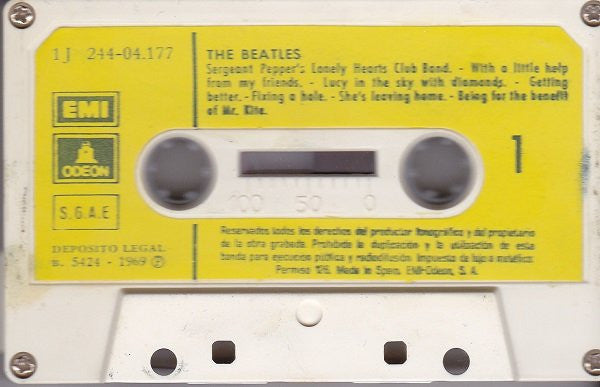 1J 244-04.177
THE BEATLES
Sergeant Pepper's Lonely Hearts Club Band. - With a little help
from my friends. - Lucy in the sky with diamonds. - Getting
better. - Fixing a hole. - She's leaving home. - Being for the benefit
of Mr. Kite.
EMI
ODEON
S.G.A.E
1
100 50 0
DEPOSITO LEGAL
B. 5424 - 1969 Ⓟ
Reservados todos los derechos del productor fonográfico y del propietario
de la obra grabada. Prohibida la duplicación y la utilización de esta
banda para ejecución pública y radiodifusión. Impuesto de lujo a metálico:
Permiso 126. Made in Spain. EMI-Odeon, S. A.